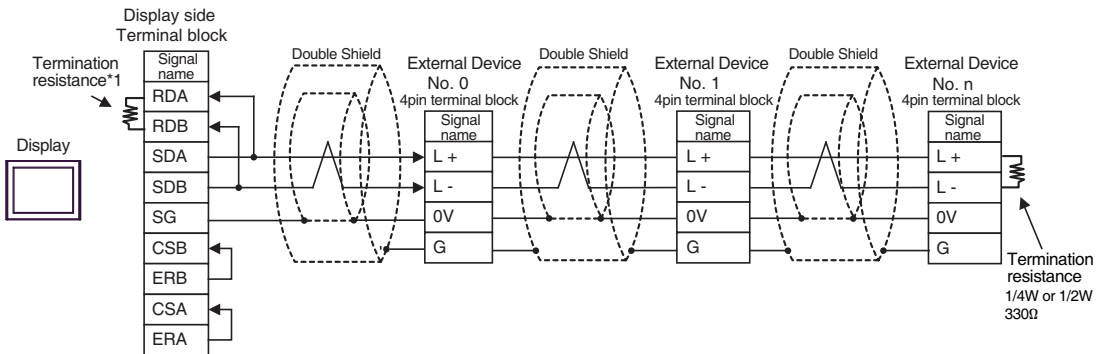 Display side
Terminal block
Termination
resistance*1
Display
Signal
name
RDA
RDB
SDA
SDB
SG
CSB
ERB
CSA
ERA
Double Shield
External Device
No. 0
4pin terminal block
Signal
name
L +
L -
0V
G
Double Shield
External Device
No. 1
4pin terminal block
Signal
name
L +
L -
0V
G
Double Shield
External Device
No. n
4pin terminal block
Signal
name
L +
L -
0V
G
Termination
resistance
1/4W or 1/2W
330Ω